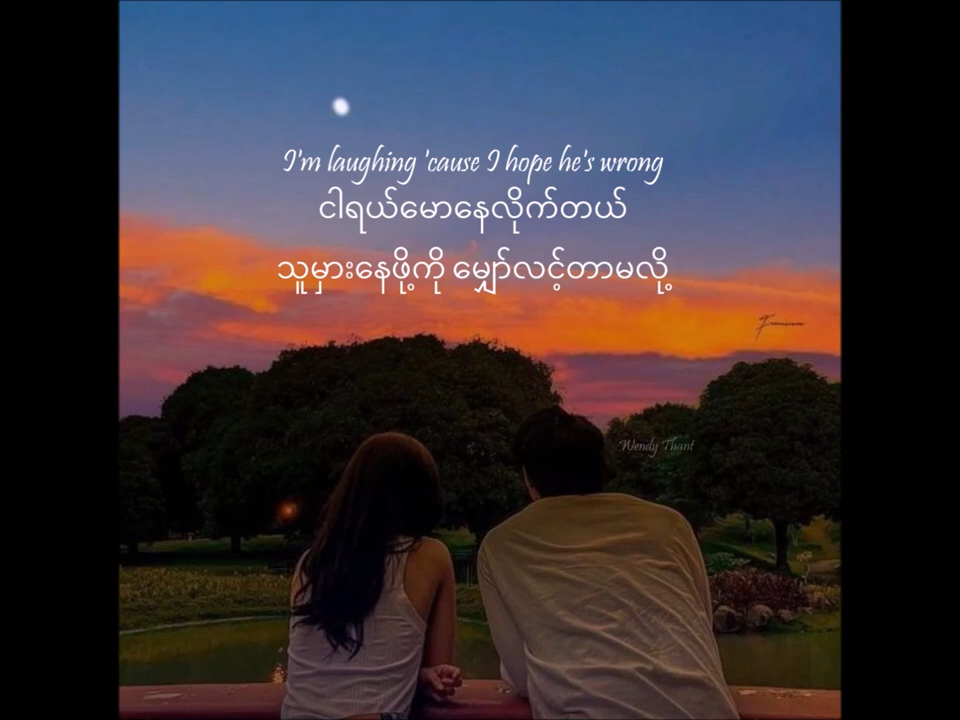 I'm laughing 'cause I hope he's wrong
ငါရယ်မောနေလိုက်တယ်
သူမှားနေဖို့ကို မျှော်လင့်တာမလို့
Wendy Thant